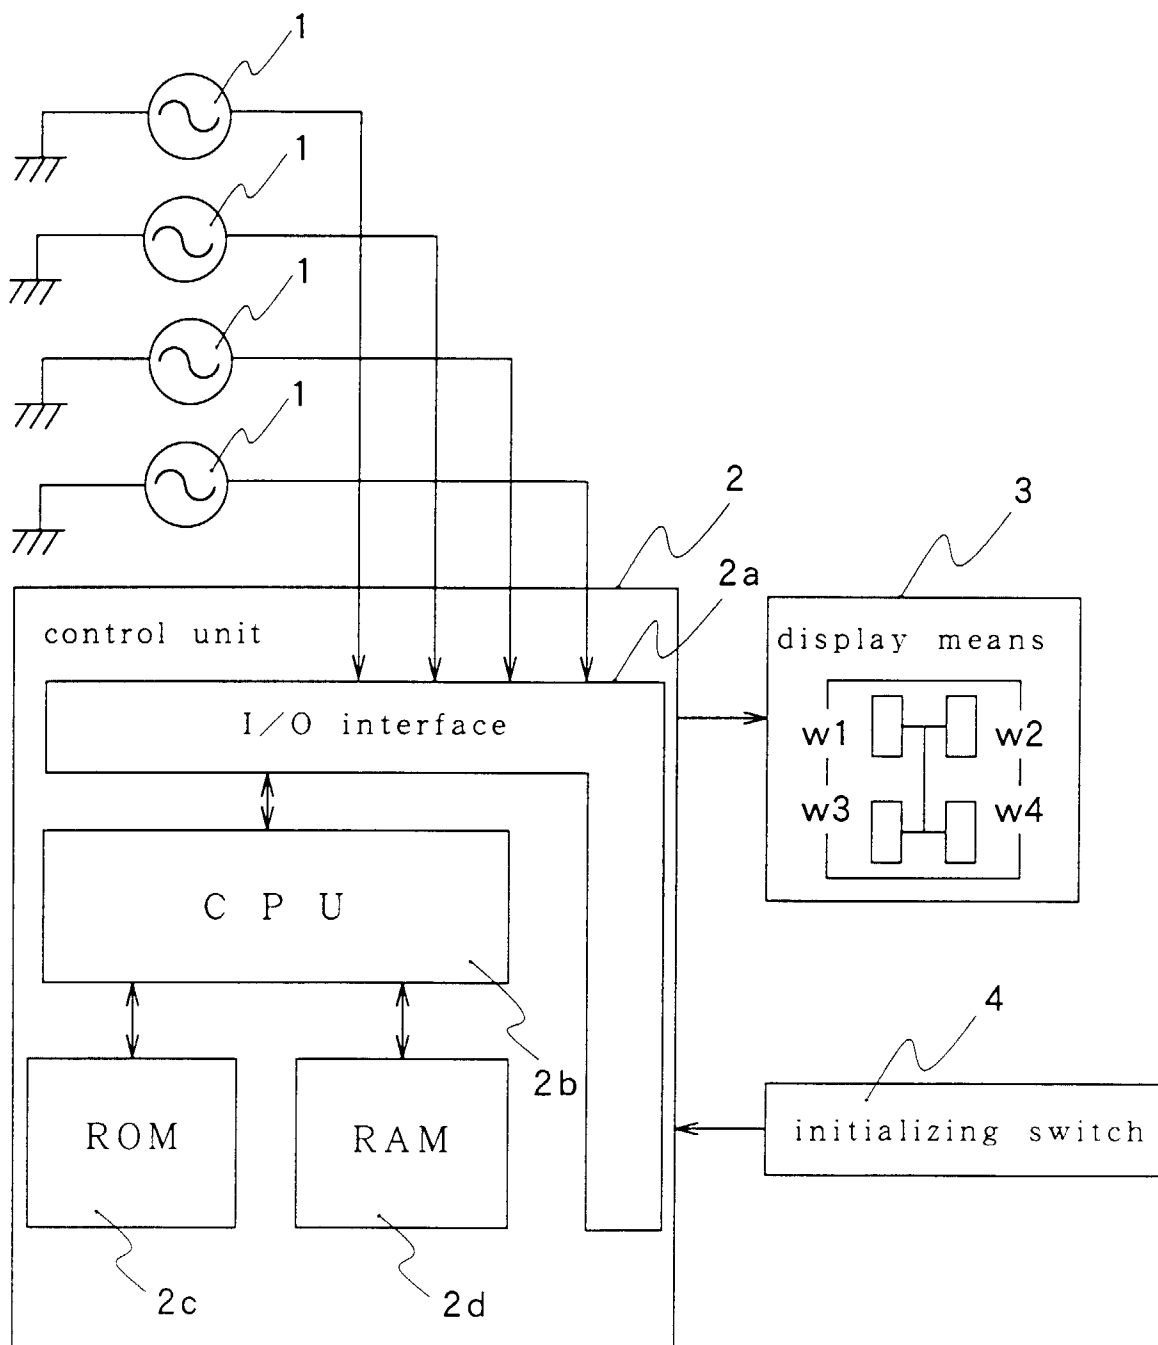 1
1
1
1
2
3
2a
control unit
display means
I/O interface
w1
w2
w3
w4
CPU
4
2b
ROM
RAM
initializing switch
2c
2d